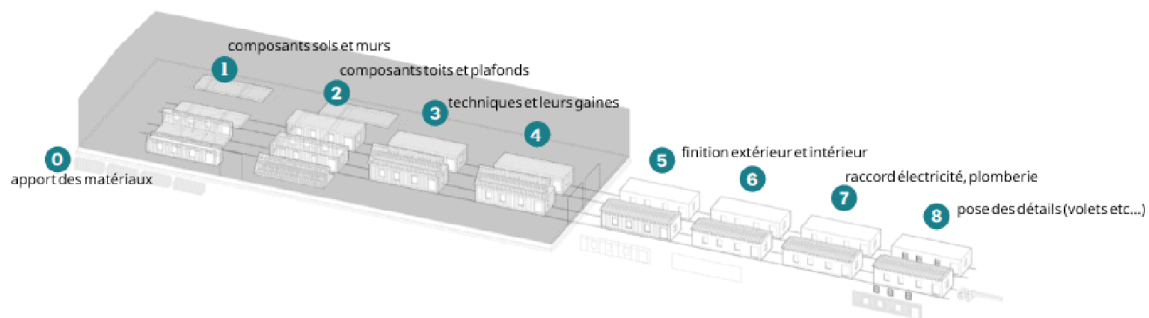 0
apport des matériaux
1
composants sols et murs
2
composants toits et plafonds
3
techniques et leurs gaines
4
5
finition extérieur et intérieur
6
7
raccord électricité, plomberie
8
pose des détails (volets etc...)